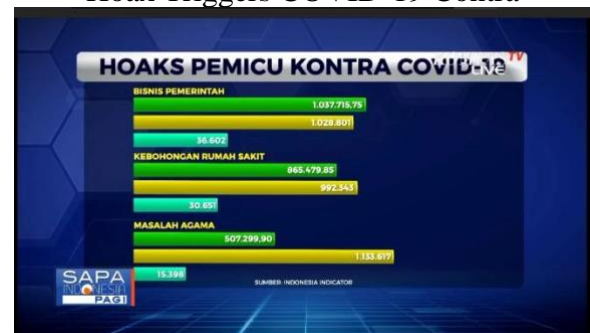 Hoax Triggers COVID-19 Contra
HOAKS PEMICU KONTRA COVID-19
TV
LIVE
BISNIS PEMERINTAH
1.037.715,75
1.028.801
36.602
KEBOHONGAN RUMAH SAKIT
865.479,85
992.343
30.651
MASALAH AGAMA
507.299,90
1.133.617
15.398
SAPA
INDONESIA
PAGI
SUMBER: INDONESIA INDICATOR